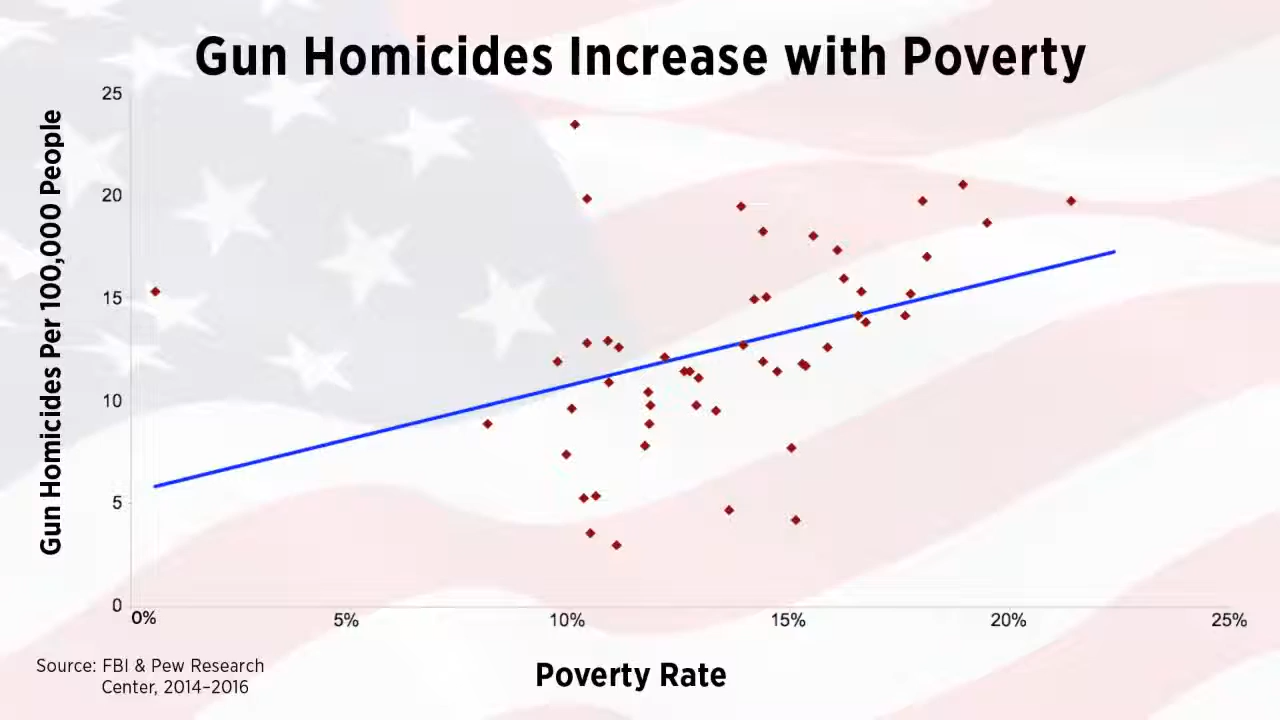 Gun Homicides Increase with Poverty
Gun Homicides Per 100,000 People
25
20
15
10
5
0
0%
5%
10%
15%
20%
25%
Poverty Rate
Source: FBI & Pew Research
Center, 2014–2016